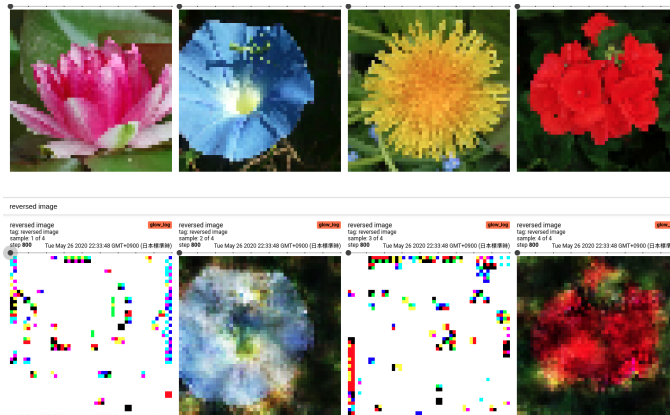 reversed image
reversed image
glow_log
tag: reversed image
sample: 1 of 4
step 800 Tue May 26 2020 22:33:48 GMT+0900 (日本標準時)
reversed image
glow_log
tag: reversed image
sample: 2 of 4
step 800 Tue May 26 2020 22:33:48 GMT+0900 (日本標準時)
reversed image
glow_log
tag: reversed image
sample: 3 of 4
step 800 Tue May 26 2020 22:33:48 GMT+0900 (日本標準時)
reversed image
glow_log
tag: reversed image
sample: 4 of 4
step 800 Tue May 26 2020 22:33:48 GMT+0900 (日本標準時)